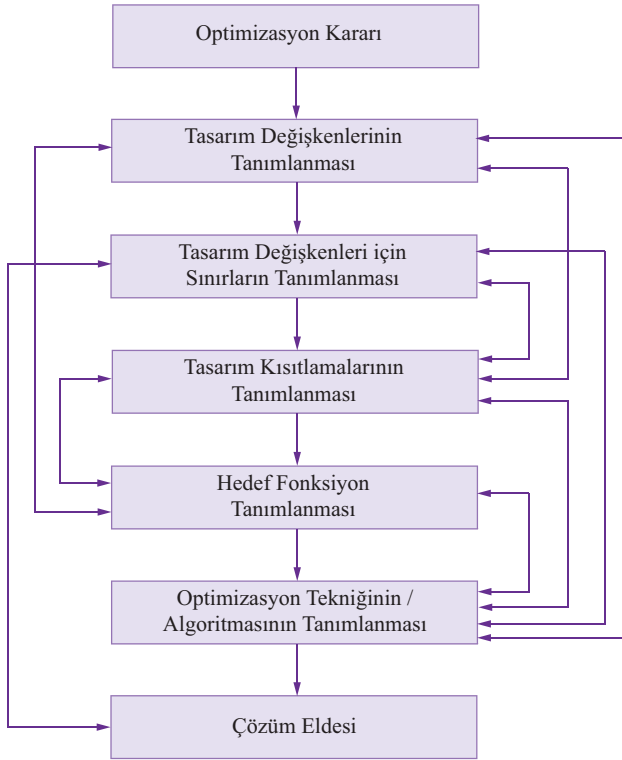 Optimizasyon Kararı
Tasarım Değişkenlerinin
Tanımlanması
Tasarım Değişkenleri için
Sınırların Tanımlanması
Tasarım Kısıtlamalarının
Tanımlanması
Hedef Fonksiyon
Tanımlanması
Optimizasyon Tekniğinin /
Algoritmasının Tanımlanması
Çözüm Eldesi